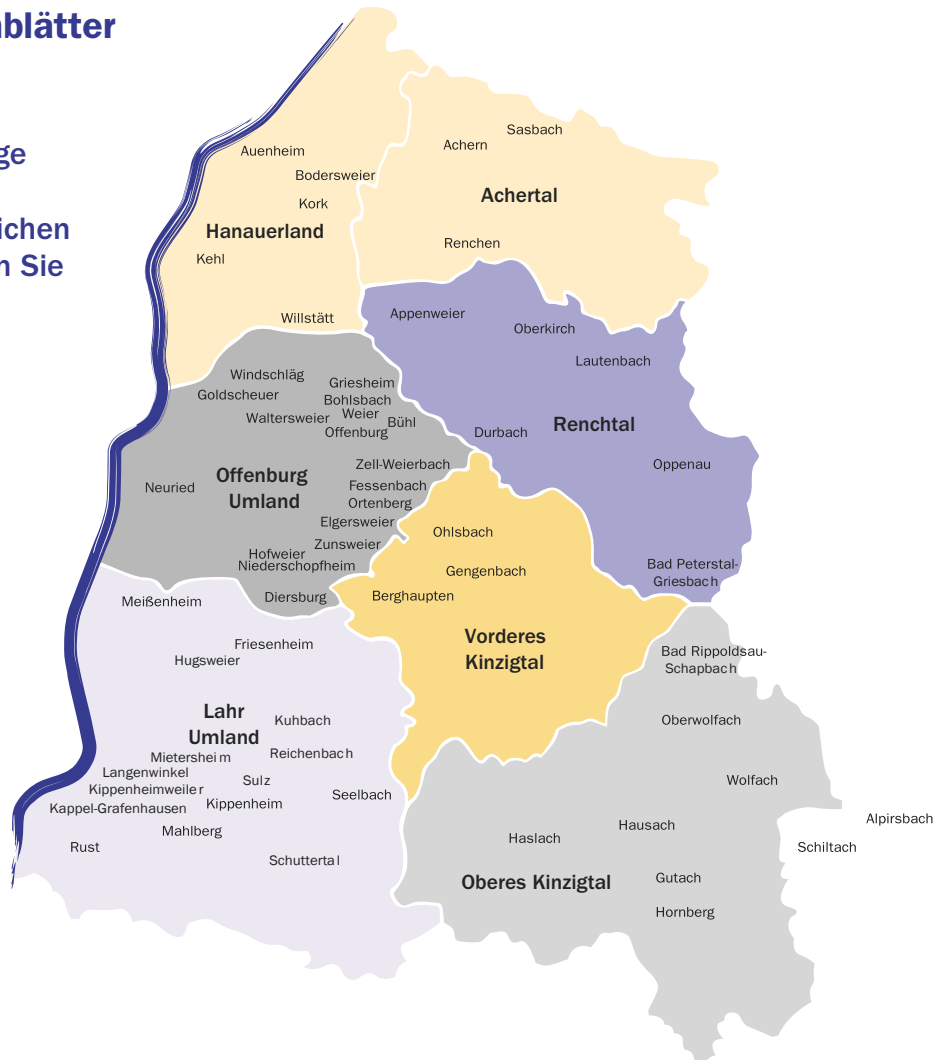 blätter
ge
ichen
n Sie
Sasbach
Achern
Auenheim
Bodersweier
Achertal
Kork
Hanauerland
Renchen
Kehl
Appenweier
Willstätt
Oberkirch
Lautenbach
Windschläg
Griesheim
Goldscheuer
Bohlsbach
Weier
Waltersweier
Bühl
Offenburg
Durbach
Renchtal
Zell-Weierbach
Oppenau
Offenburg
Umland
Neuried
Fessenbach
Ortenberg
Elgersweier
Ohlsbach
Zunsweier
Hofweier
Niederschopfheim
Gengenbach
Bad Peterstal-
Griesbach
Diersburg
Berghaupten
Meißenheim
Vorderes
Kinzigtal
Friesenheim
Hugsweier
Bad Rippoldsau-
Schapbach
Lahr
Umland
Kuhbach
Oberwolfach
Mietersheim
Reichenbach
Langenwinkel
Sulz
Wolfach
Kippenheimweiler
Seelbach
Kappel-Grafenhausen
Kippenheim
Alpirsbach
Mahlberg
Hausach
Haslach
Rust
Schiltach
Schuttertal
Oberes Kinzigtal
Gutach
Hornberg